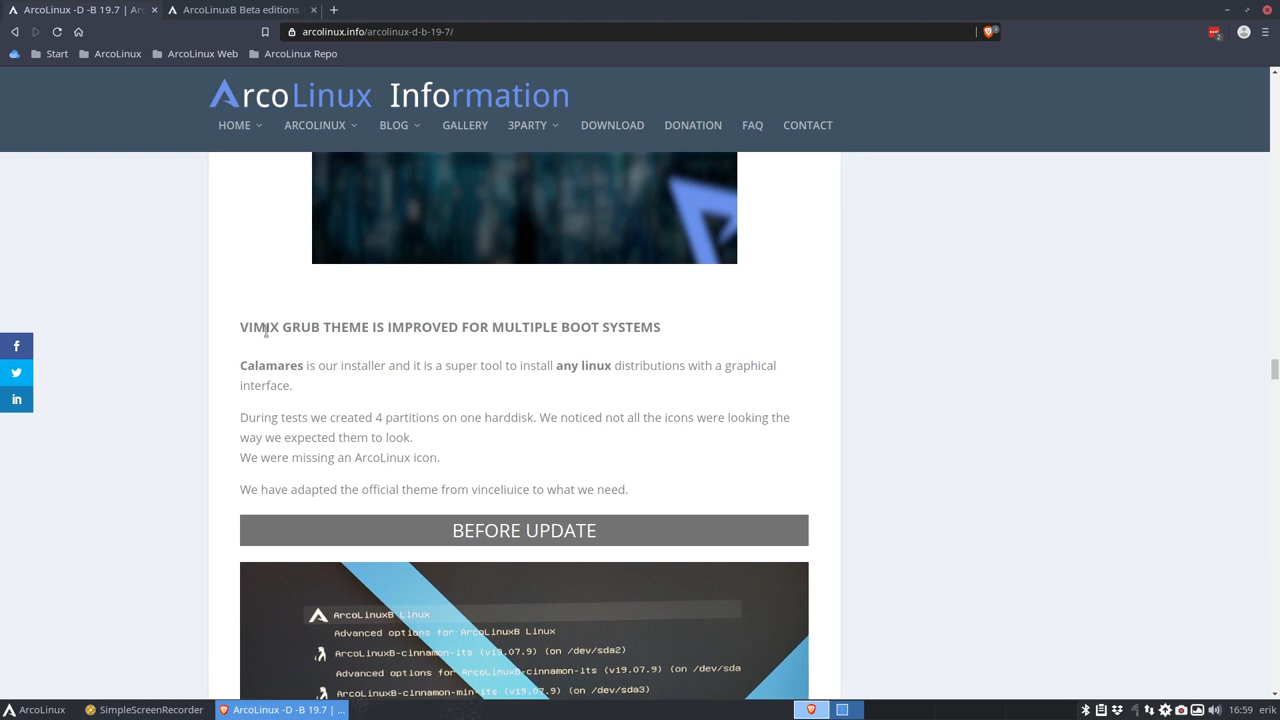 ArcoLinux -D -B 19.7 | Arc
ArcoLinuxB Beta editions
arcolinux.info/arcolinux-d-b-19-7/
2
Start
ArcoLinux
ArcoLinux Web
ArcoLinux Repo
ArcoLinux Information
HOME
ARCOLINUX
BLOG
GALLERY
3PARTY
DOWNLOAD
DONATION
FAQ
CONTACT
VIMIX GRUB THEME IS IMPROVED FOR MULTIPLE BOOT SYSTEMS
Calamares is our installer and it is a super tool to install any linux distributions with a graphical
interface.
During tests we created 4 partitions on one harddisk. We noticed not all the icons were looking the
way we expected them to look.
We were missing an ArcoLinux icon.
We have adapted the official theme from vinceliuice to what we need.
BEFORE UPDATE
ArcoLinuxB Linux
Advanced options for ArcoLinuxB Linux
ArcoLinuxB-cinnamon-lts (v19.07.9) (on /dev/sda2)
Advanced options for ArcoLinuxB-cinnamon-lts (v19.07.9) (on /dev/sda
ArcoLinuxB-cinnamon-min-lts (v19.07.9) (on /dev/sda3)
ArcoLinux
SimpleScreenRecorder
ArcoLinux -D -B 19.7 | ...
16:59
erik